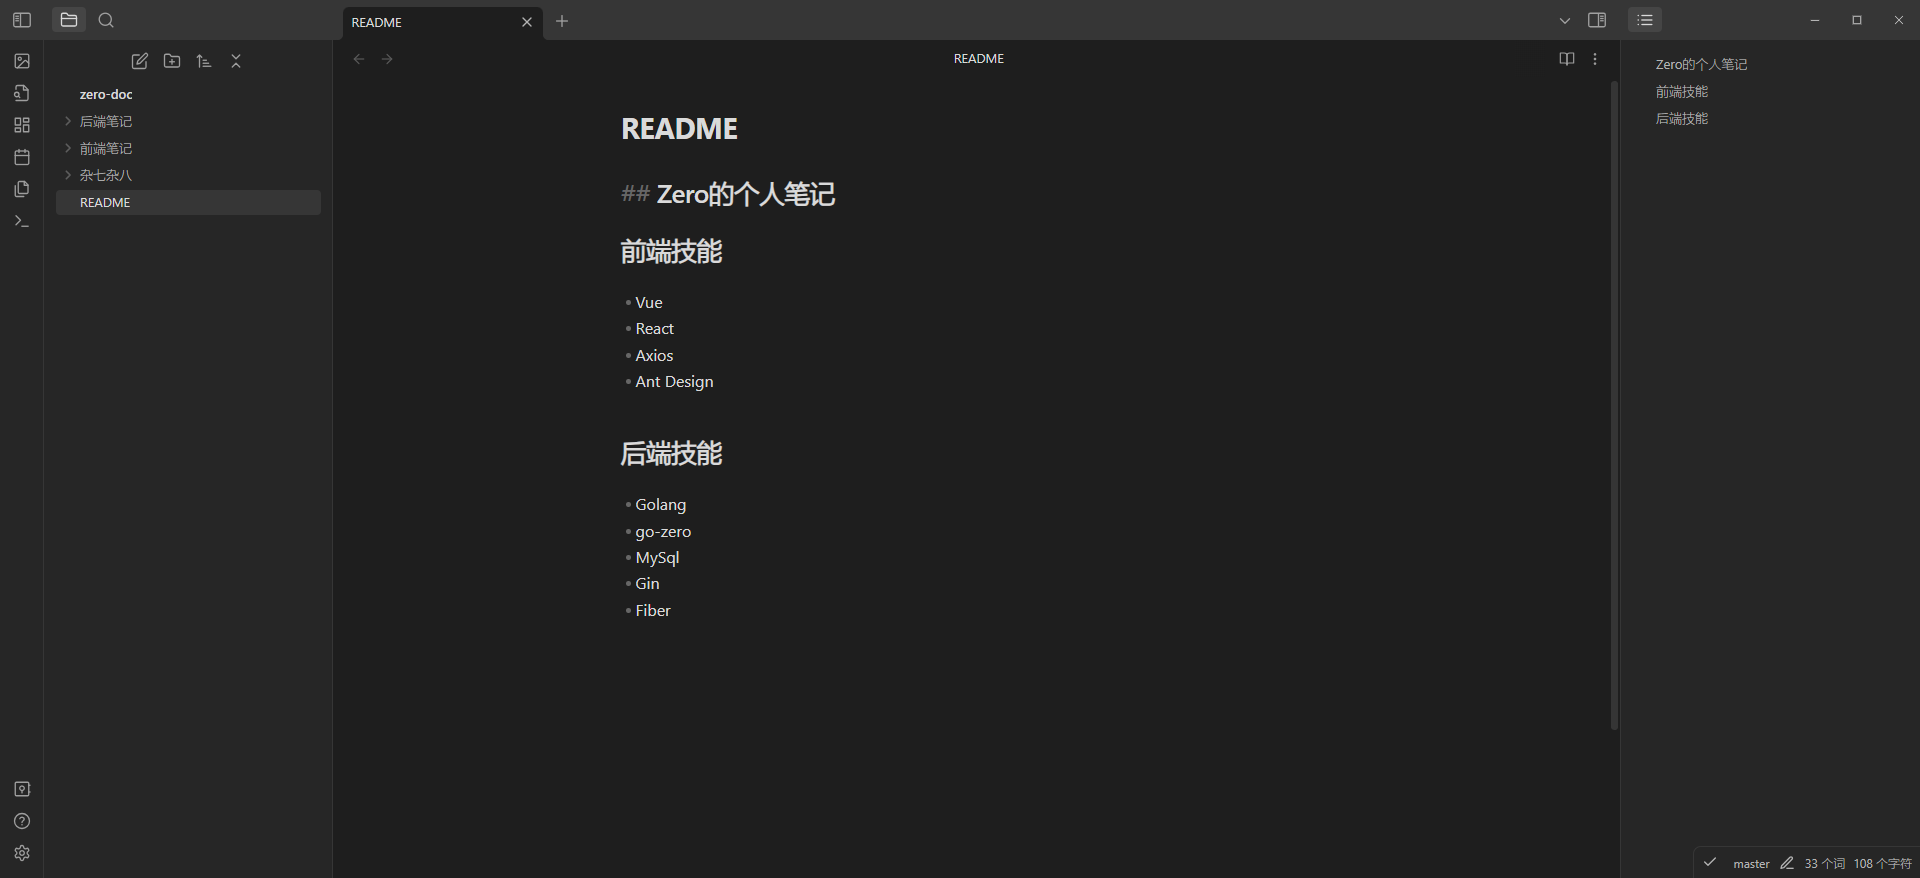 README
README
zero-doc
后端笔记
前端笔记
杂七杂八
README
README
## Zero的个人笔记
前端技能
Vue
React
Axios
Ant Design
后端技能
Golang
go-zero
MySql
Gin
Fiber
Zero的个人笔记
前端技能
后端技能
master 33 个词 108 个字符